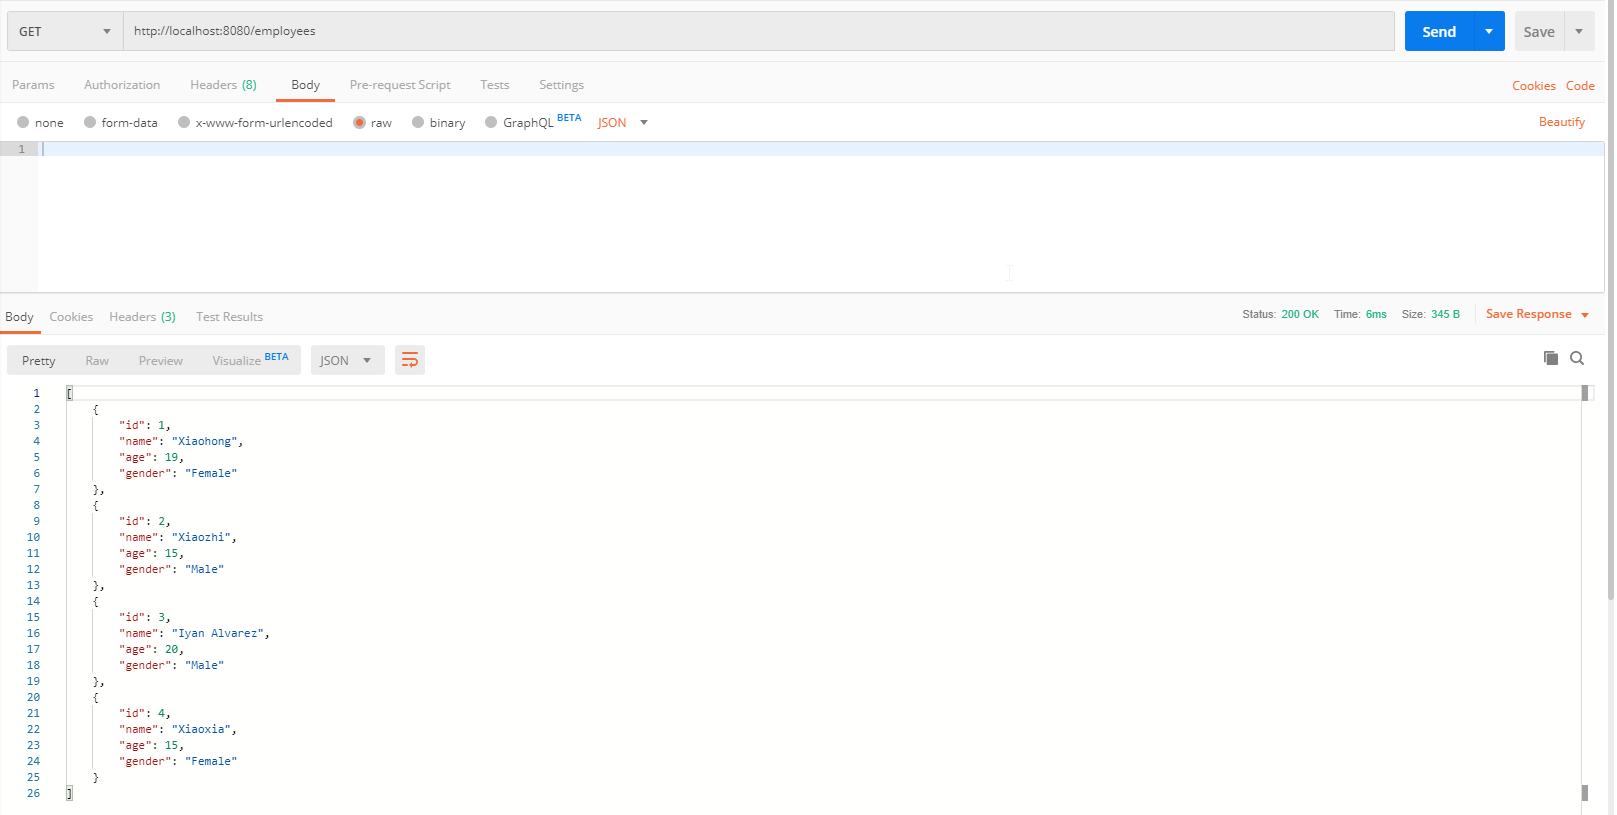 GET http://localhost:8080/employees Send Save
Params Authorization Headers (8) Body Pre-request Script Tests Settings Cookies Code
none form-data x-www-form-urlencoded raw binary GraphQL BETA JSON Beautify
1
Body Cookies Headers (3) Test Results Status: 200 OK Time: 6ms Size: 345 B Save Response
Pretty Raw Preview Visualize BETA JSON
1 [
2 {
3 "id": 1,
4 "name": "Xiaohong",
5 "age": 19,
6 "gender": "Female"
7 },
8 {
9 "id": 2,
10 "name": "Xiaozhi",
11 "age": 15,
12 "gender": "Male"
13 },
14 {
15 "id": 3,
16 "name": "Iyan Alvarez",
17 "age": 20,
18 "gender": "Male"
19 },
20 {
21 "id": 4,
22 "name": "Xiaoxia",
23 "age": 15,
24 "gender": "Female"
25 }
26 ]